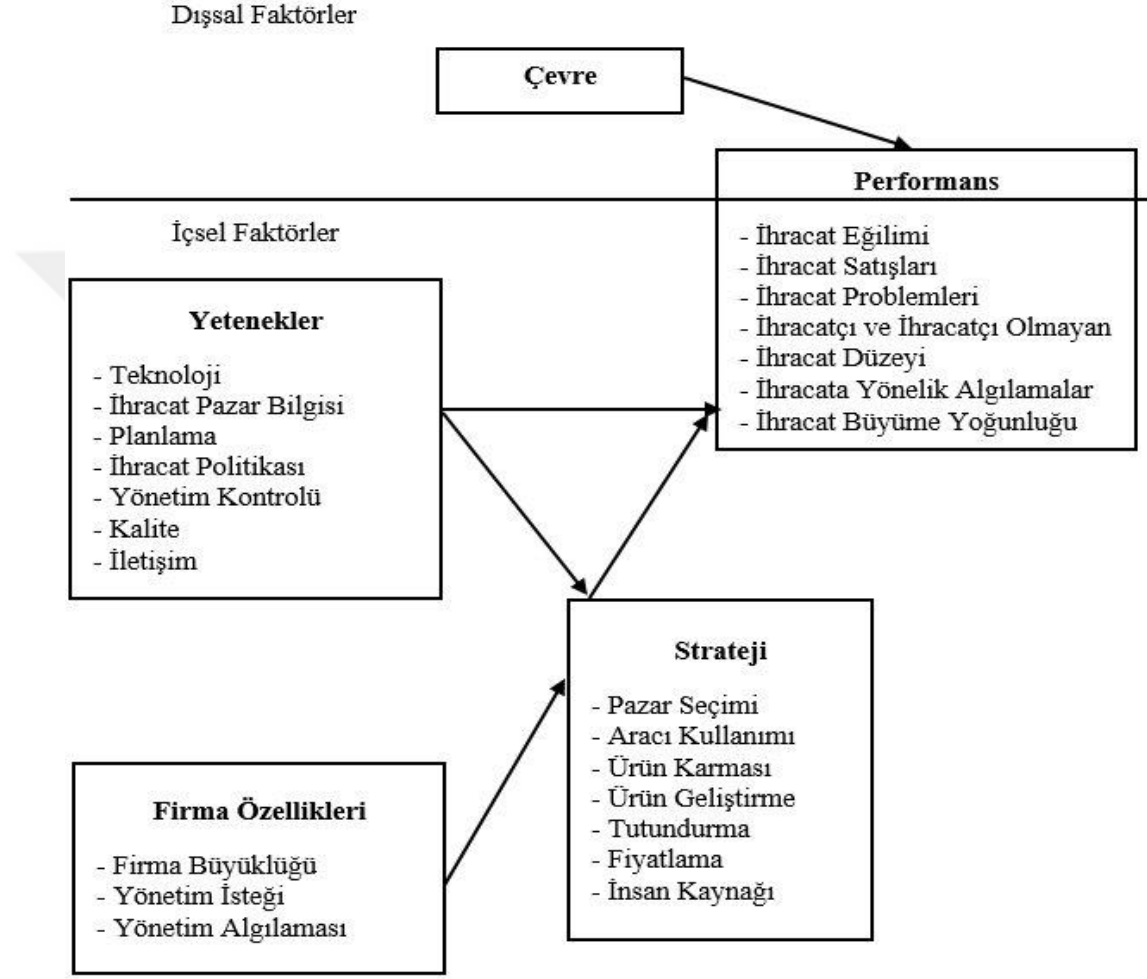 Dışsal Faktörler
Çevre
Performans
- İhracat Eğilimi
- İhracat Satışları
- İhracat Problemleri
- İhracatçı ve İhracatçı Olmayan
- İhracat Düzeyi
- İhracata Yönelik Algılamalar
- İhracat Büyüme Yoğunluğu
İçsel Faktörler
Yetenekler
- Teknoloji
- İhracat Pazar Bilgisi
- Planlama
- İhracat Politikası
- Yönetim Kontrolü
- Kalite
- İletişim
Strateji
- Pazar Seçimi
- Aracı Kullanımı
- Ürün Karması
- Ürün Geliştirme
- Tutundurma
- Fiyatlama
- İnsan Kaynağı
Firma Özellikleri
- Firma Büyüklüğü
- Yönetim İsteği
- Yönetim Algılaması